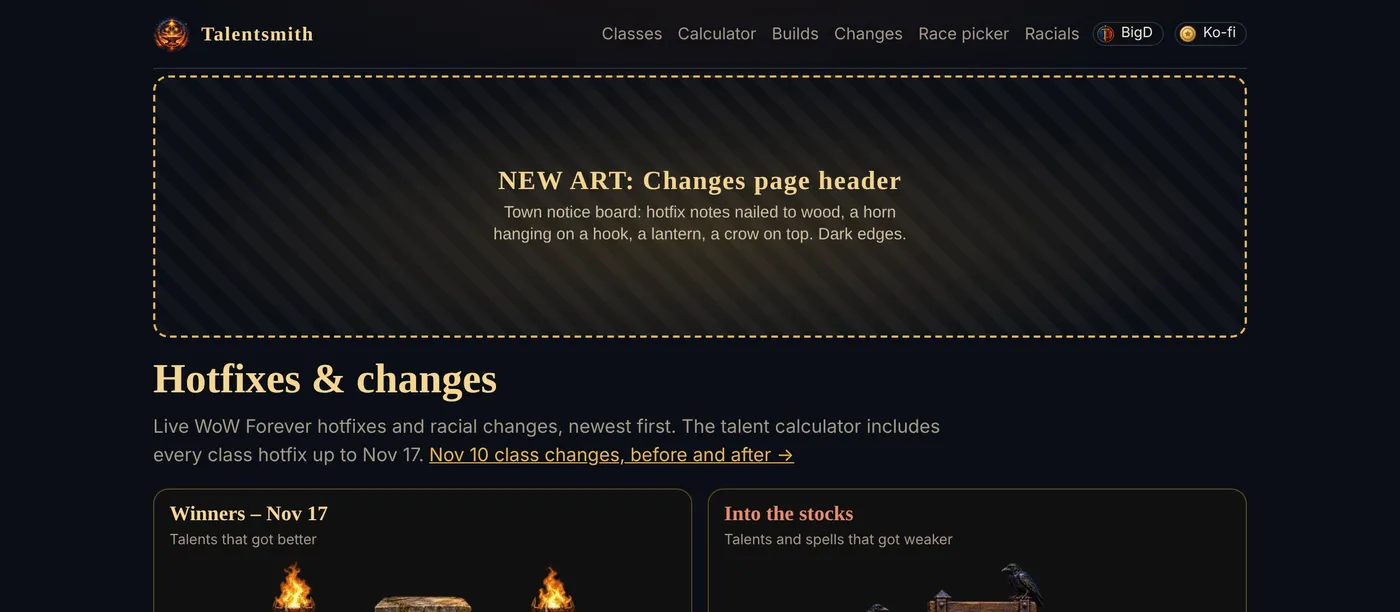 Talentsmith
Classes Calculator Builds Changes Race picker Racials BigD Ko-fi
NEW ART: Changes page header
Town notice board: hotfix notes nailed to wood, a horn
hanging on a hook, a lantern, a crow on top. Dark edges.
Hotfixes & changes
Live WoW Forever hotfixes and racial changes, newest first. The talent calculator includes
every class hotfix up to Nov 17. Nov 10 class changes, before and after →
Winners – Nov 17
Talents that got better
Into the stocks
Talents and spells that got weaker